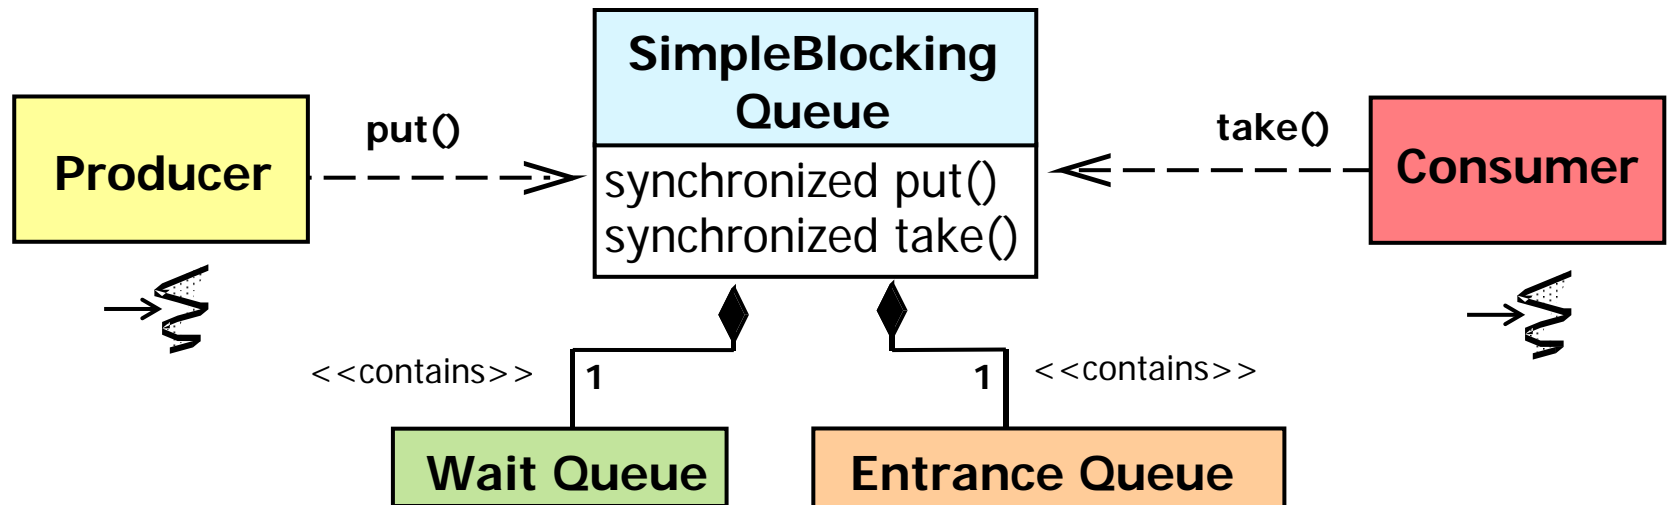 SimpleBlocking
Queue
Producer
put()
synchronized put()
synchronized take()
take()
Consumer
<<contains>>
1
1
<<contains>>
Wait Queue
Entrance Queue